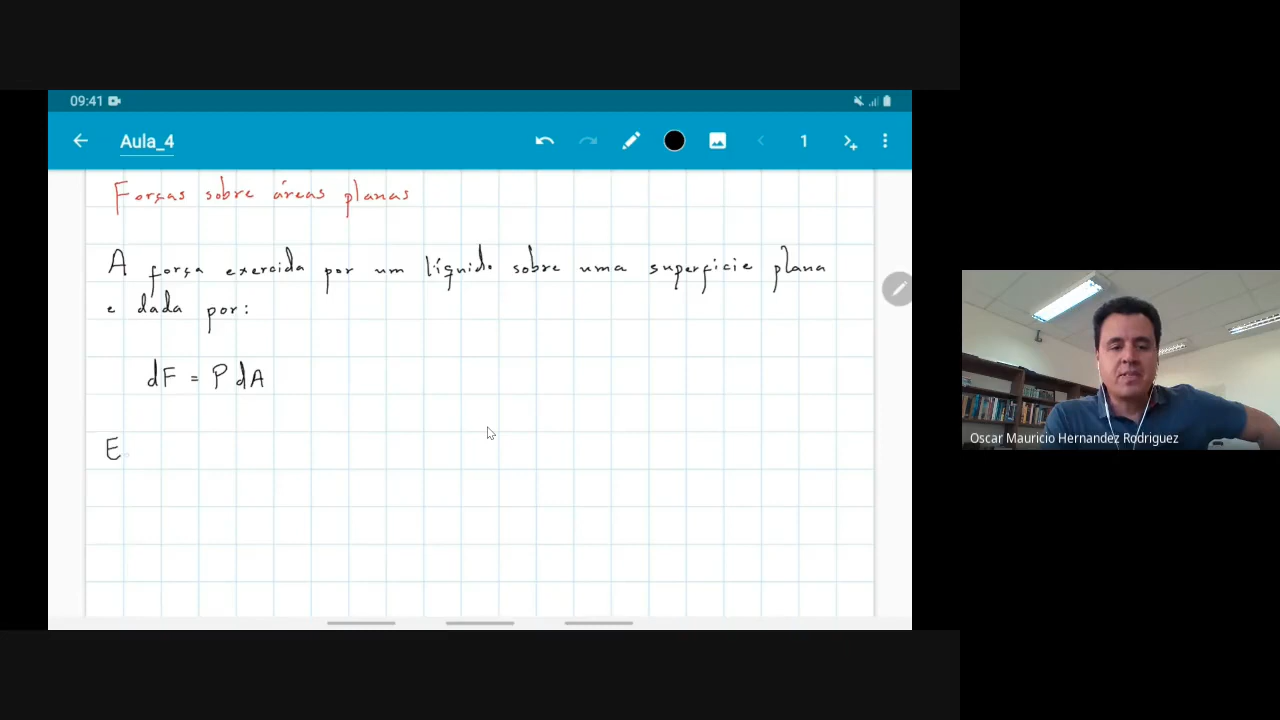 09:41
Aula_4
1
Forças sobre áreas planas
A força exercida por um líquido sobre uma superficie plana
e dada por:
dF = P dA
E
Oscar Mauricio Hernandez Rodriguez